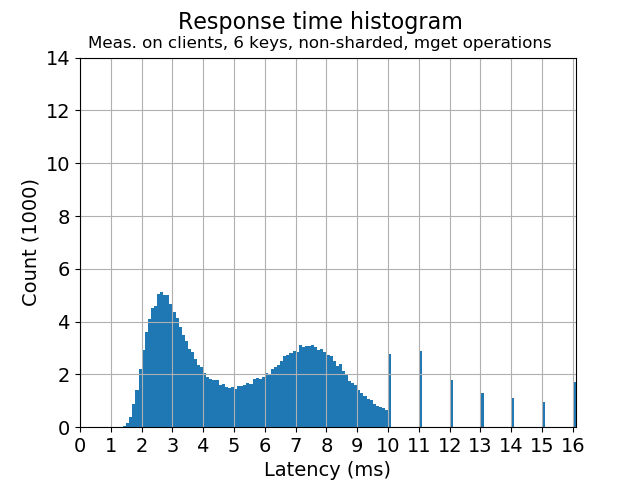 Response time histogram
Meas. on clients, 6 keys, non-sharded, mget operations
14
12
10
8
6
4
2
0
Count (1000)
0 1 2 3 4 5 6 7 8 9 10 11 12 13 14 15 16
Latency (ms)